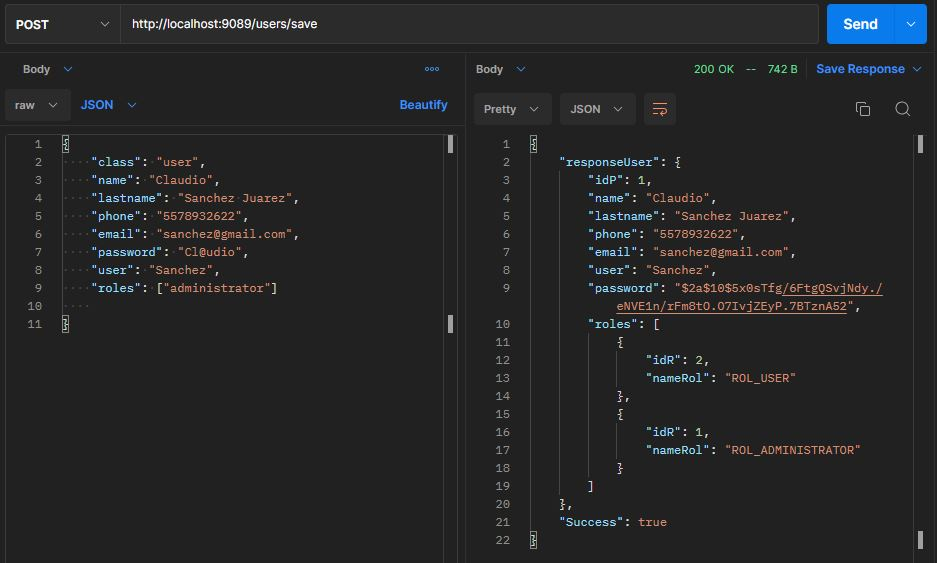 POST http://localhost:9089/users/save Send
Body ooo
raw JSON Beautify
1 {
2 "class": "user",
3 "name": "Claudio",
4 "lastname": "Sanchez Juarez",
5 "phone": "5578932622",
6 "email": "sanchez@gmail.com",
7 "password": "Cl@udio",
8 "user": "Sanchez",
9 "roles": ["administrator"]
10
11 }
Body 200 OK -- 742 B Save Response
Pretty JSON
1 {
2 "responseUser": {
3 "idP": 1,
4 "name": "Claudio",
5 "lastname": "Sanchez Juarez",
6 "phone": "5578932622",
7 "email": "sanchez@gmail.com",
8 "user": "Sanchez",
9 "password": "$2a$10$5x0sTfg/6FtgQSvjNdy./
eNVE1n/rFm8tO.O7IvjZEyP.7BTznA52",
10 "roles": [
11 {
12 "idR": 2,
13 "nameRol": "ROL_USER"
14 },
15 {
16 "idR": 1,
17 "nameRol": "ROL_ADMINISTRATOR"
18 }
19 ]
20 },
21 "Success": true
22 }